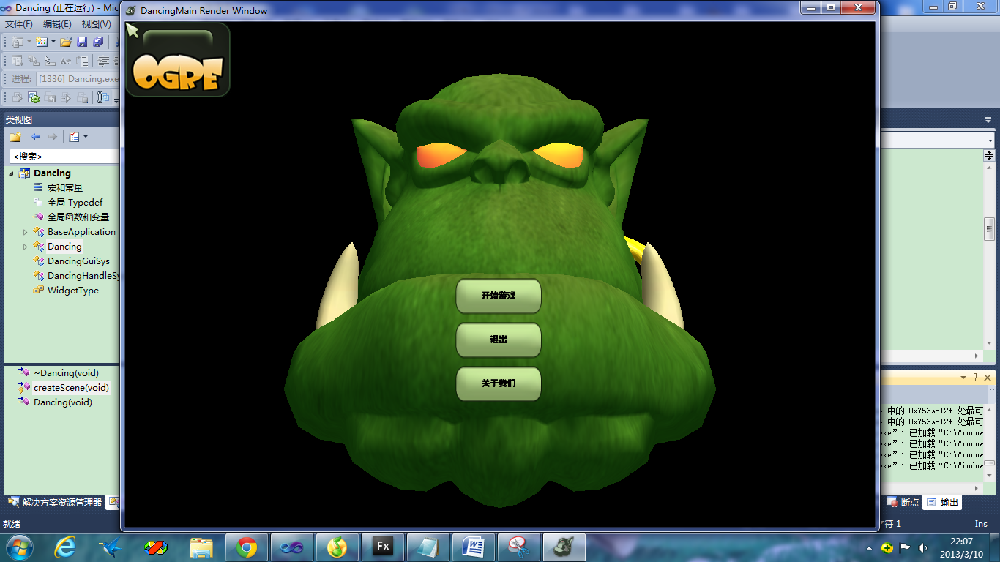 Dancing (正在运行) - Mic
文件(F) 编辑(E) 视图(V)
进程: [1336] Dancing.exe
类视图
<搜索>
Dancing
宏和常量
全局 Typedef
全局函数和变量
BaseApplication
Dancing
DancingGuiSys
DancingHandleSy
WidgetType
~Dancing(void)
createScene(void)
Dancing(void)
解决方案资源管理器
就绪
DancingMain Render Window
OGRE
开始游戏
退出
关于我们
中的 0x753a812f 处最可
中的 0x753a812f 处最可
exe”: 已加载“C:\Window
exe”: 已加载“C:\Window
exe”: 已加载“C:\Window
exe”: 已加载“C:\Window
断点 输出
字符 1
Ins
Fx
22:07
2013/3/10